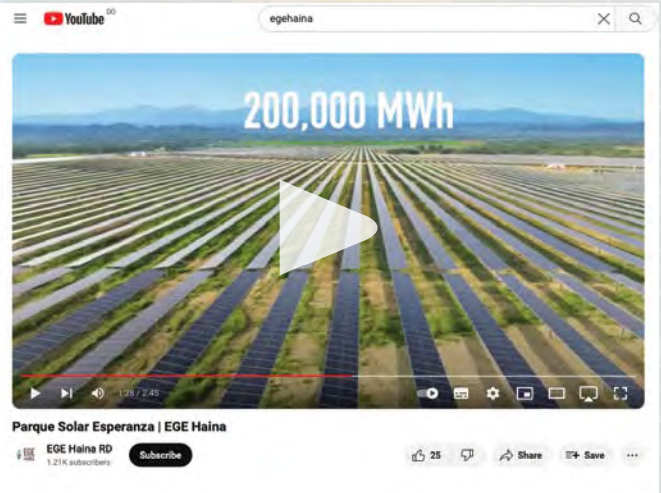 YouTube DO
egehaina
200,000 MWh
1:28 / 2:45
Parque Solar Esperanza | EGE Haina
EGE
EGE Haina RD
1.21K subscribers
Subscribe
25
Share
Save